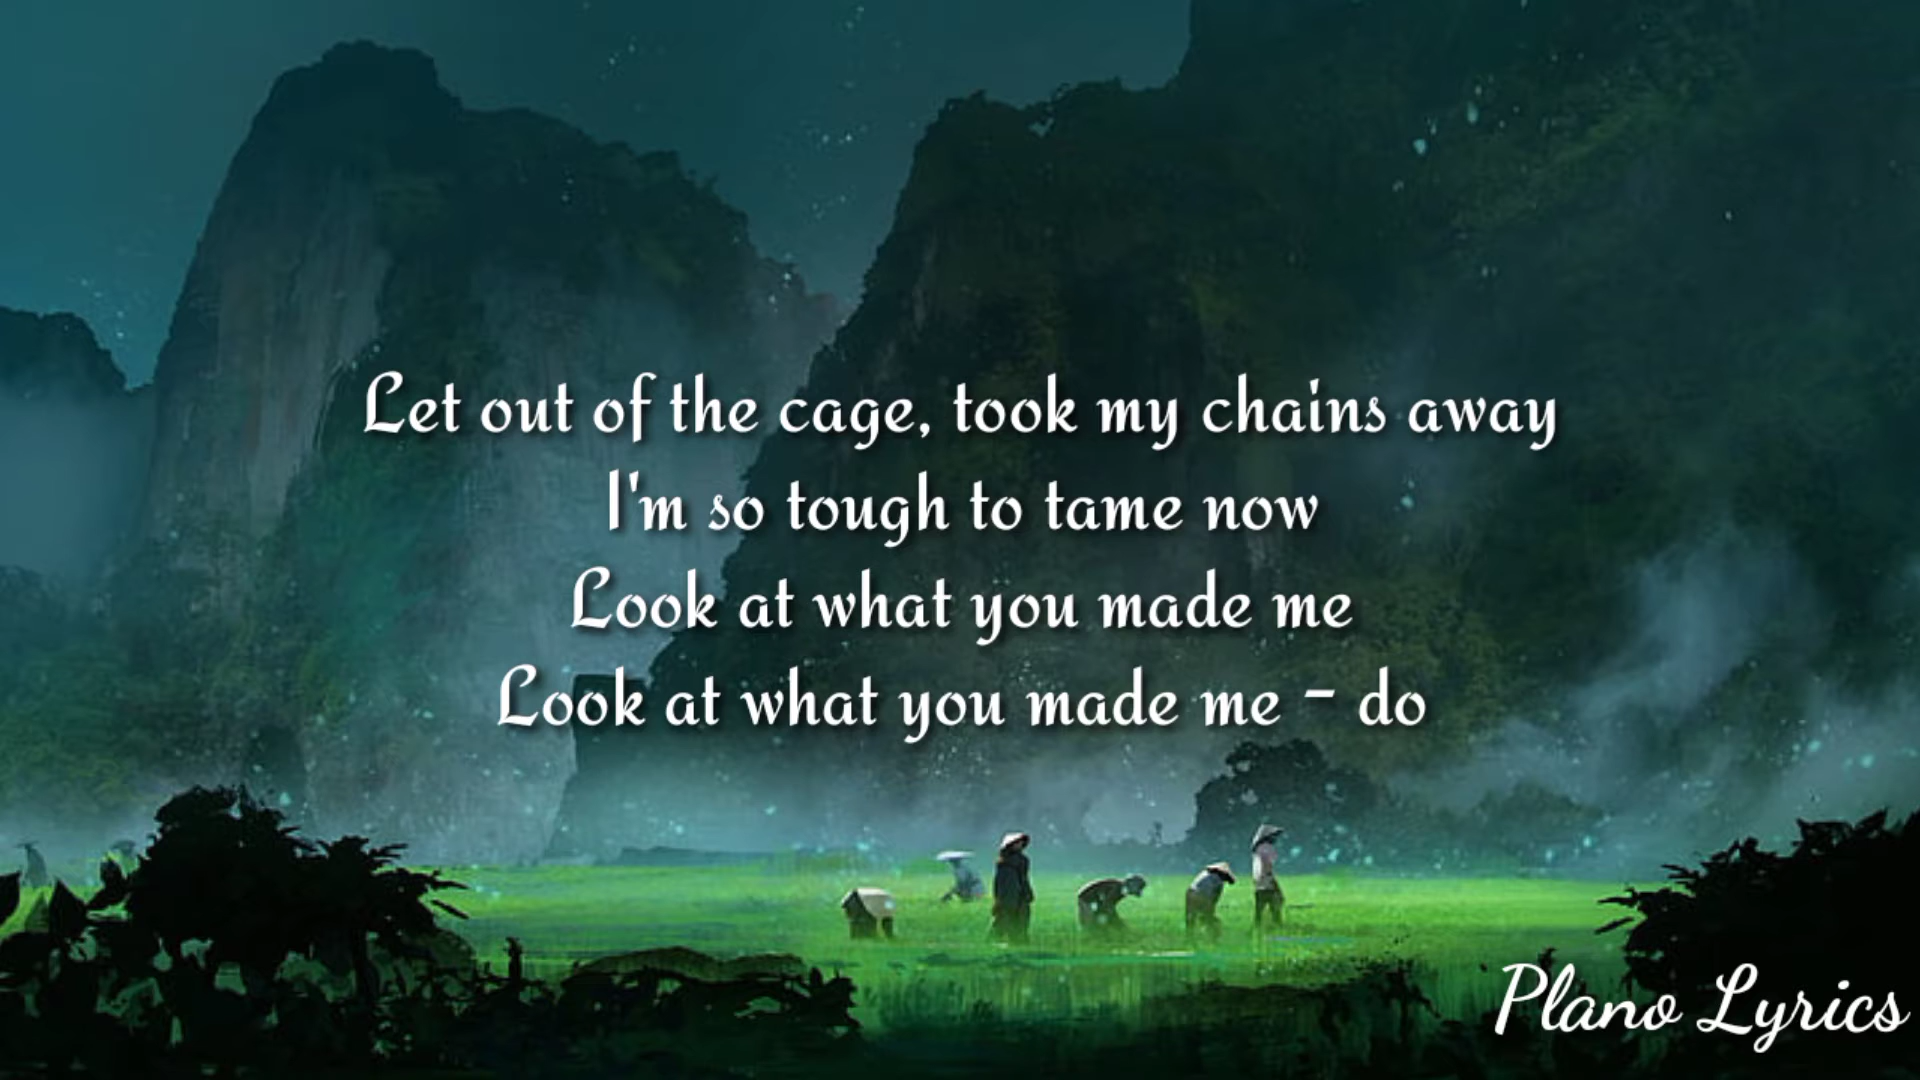 Let out of the cage, took my chains away
I'm so tough to tame now
Look at what you made me
Look at what you made me - do
Plano Lyrics